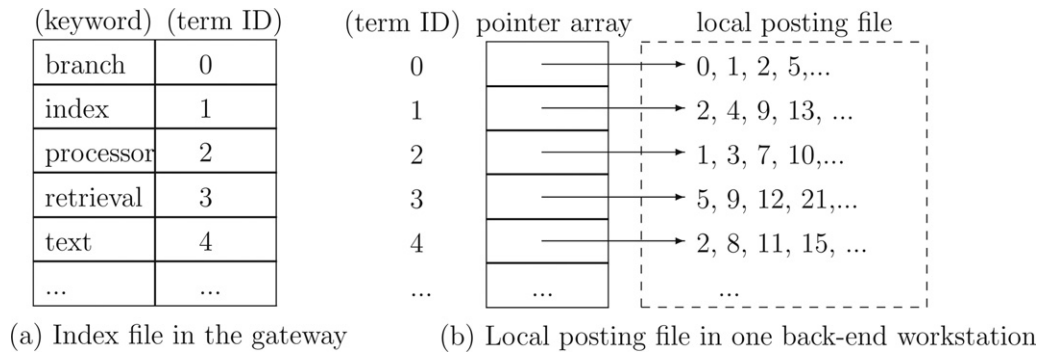 (keyword) (term ID)
branch 0
index 1
processor 2
retrieval 3
text 4
... ...
(a) Index file in the gateway
(term ID) pointer array local posting file
0 0, 1, 2, 5,...
1 2, 4, 9, 13, ...
2 1, 3, 7, 10,...
3 5, 9, 12, 21,...
4 2, 8, 11, 15, ...
... ... ...
(b) Local posting file in one back-end workstation